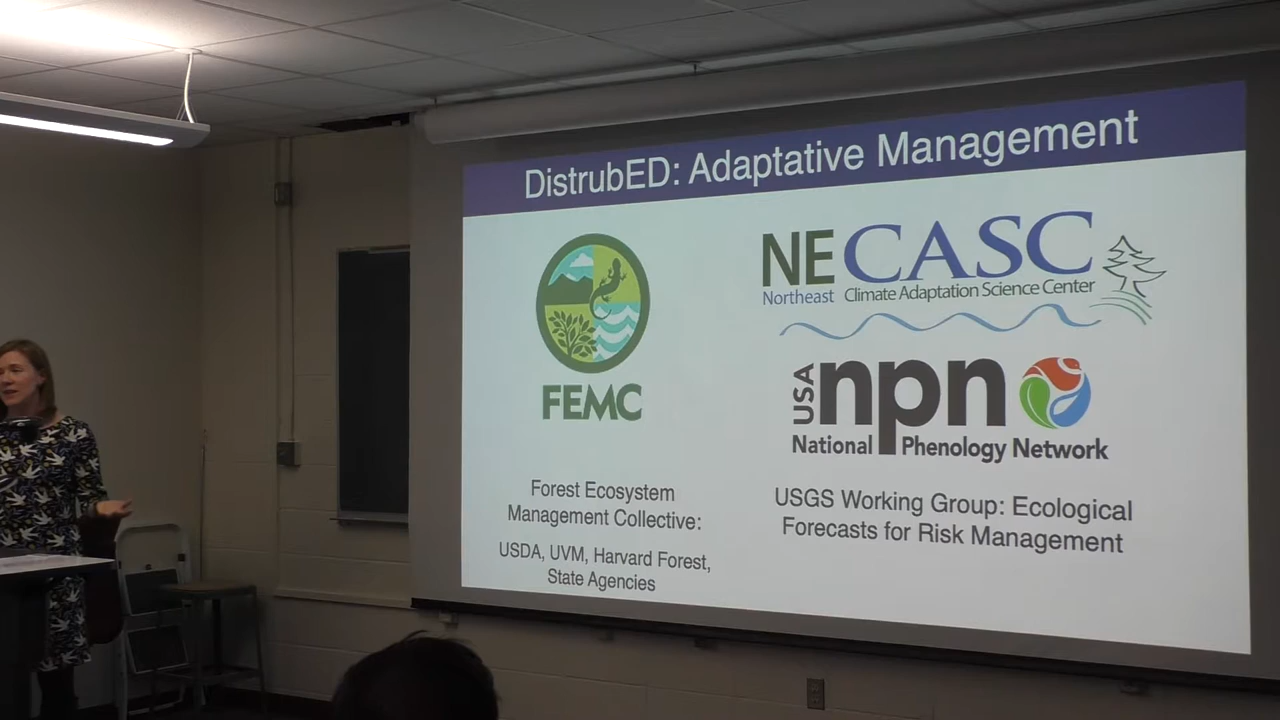 DistrubED: Adaptative Management
FEMC
Forest Ecosystem
Management Collective:
USDA, UVM, Harvard Forest,
State Agencies
NE CASC
Northeast Climate Adaptation Science Center
USA npn
National Phenology Network
USGS Working Group: Ecological
Forecasts for Risk Management